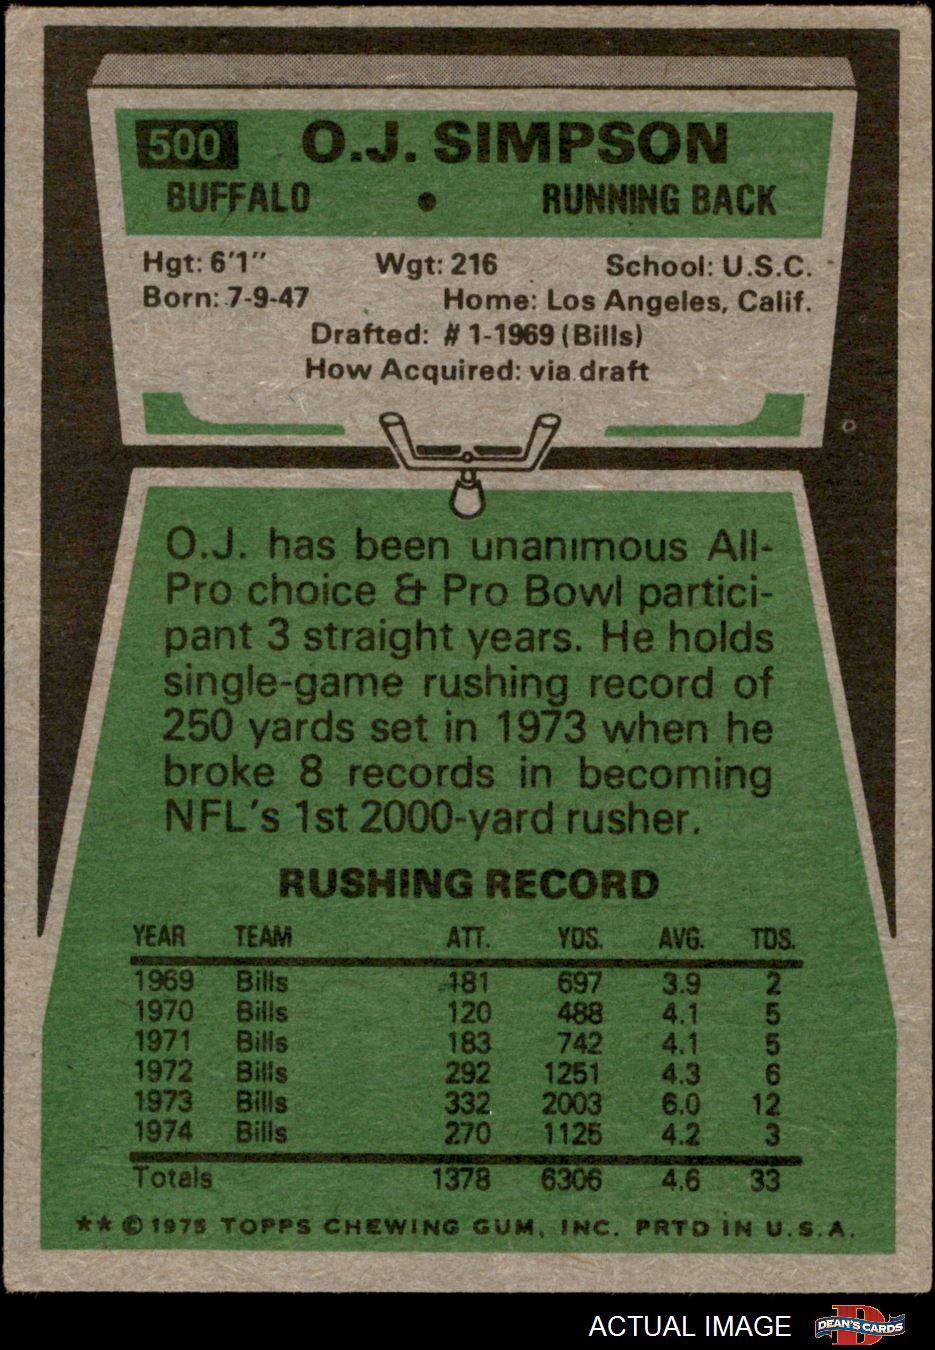 500 O.J. SIMPSON
BUFFALO • RUNNING BACK
Hgt: 6'1" Wgt: 216 School: U.S.C.
Born: 7-9-47 Home: Los Angeles, Calif.
Drafted: #1-1969 (Bills)
How Acquired: via draft
O.J. has been unanimous All-
Pro choice & Pro Bowl partici-
pant 3 straight years. He holds
single-game rushing record of
250 yards set in 1973 when he
broke 8 records in becoming
NFL's 1st 2000-yard rusher.
RUSHING RECORD
YEAR TEAM ATT. YDS. AVG. TDS.
1969 Bills 181 697 3.9 2
1970 Bills 120 488 4.1 5
1971 Bills 183 742 4.1 5
1972 Bills 292 1251 4.3 6
1973 Bills 332 2003 6.0 12
1974 Bills 270 1125 4.2 3
Totals 1378 6306 4.6 33
★★ © 1975 TOPPS CHEWING GUM, INC. PRTD IN U.S.A.
ACTUAL IMAGE DEAN'S CARDS